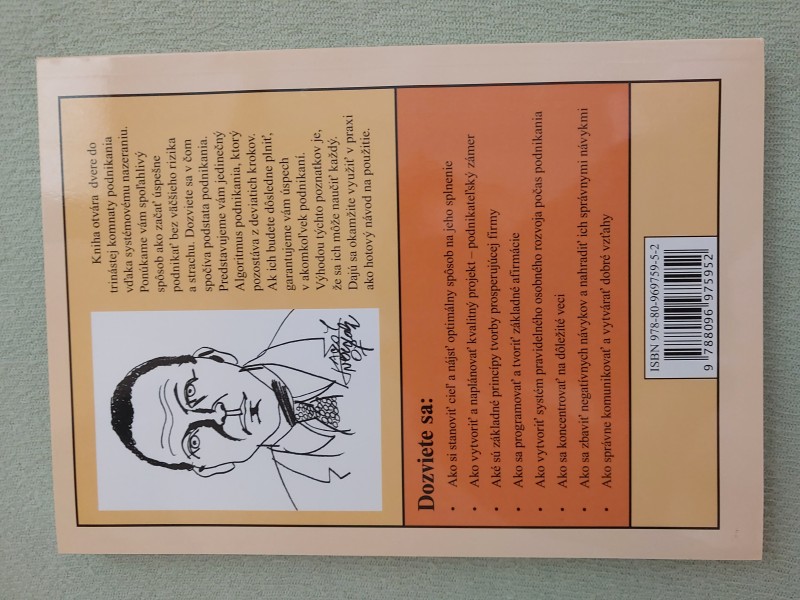 Kniha otvára dvere do
trinástej komnaty podnikania
vďaka systémovému nazeraniu.
Ponúkame vám spoľahlivý
spôsob ako začať úspešne
podnikať bez väčšieho rizika
a strachu. Dozviete sa v čom
spočíva podstata podnikania.
Predstavujeme vám jedinečný
Algoritmus podnikania, ktorý
pozostáva z deviatich krokov.
Ak ich budete dôsledne plniť,
garantujeme vám úspech
v akomkoľvek podnikaní.
Výhodou týchto poznatkov je,
že sa ich môže naučiť každý.
Dajú sa okamžite využiť v praxi
ako hotový návod na použitie.
Dozviete sa:
• Ako si stanoviť cieľ a nájsť optimálny spôsob na jeho splnenie
• Ako vytvoriť a naplánovať kvalitný projekt – podnikateľský zámer
• Aké sú základné princípy tvorby prosperujúcej firmy
• Ako sa programovať a tvoriť základné afirmácie
• Ako vytvoriť systém pravidelného osobného rozvoja počas podnikania
• Ako sa koncentrovať na dôležité veci
• Ako sa zbaviť negatívnych návykov a nahradiť ich správnymi návykmi
• Ako správne komunikovať a vytvárať dobré vzťahy
ISBN 978-80-969759-5-2
9 788096 975952